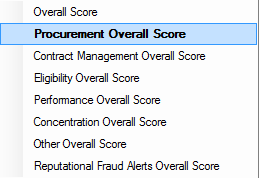 Overall Score
Procurement Overall Score
Contract Management Overall Score
Eligibility Overall Score
Performance Overall Score
Concentration Overall Score
Other Overall Score
Reputational Fraud Alerts Overall Score